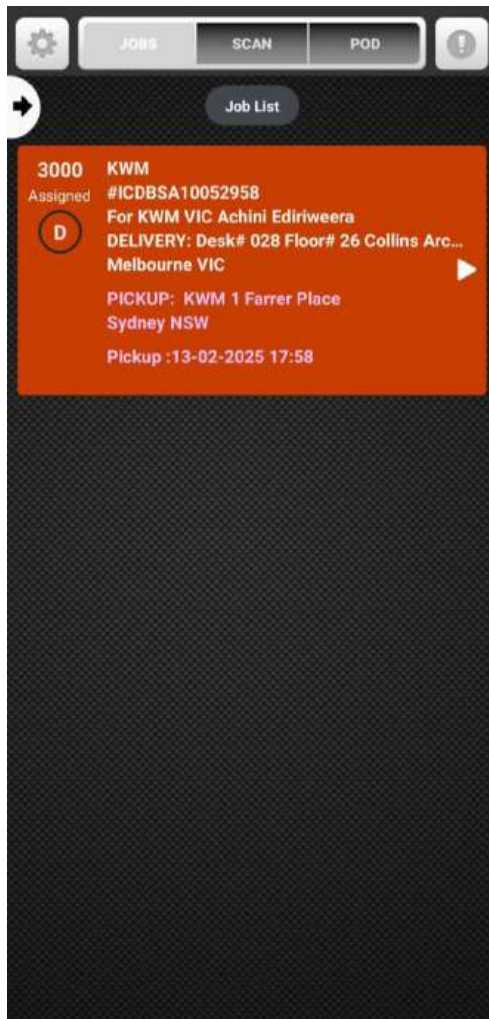 JOBS SCAN POD
Job List
3000 KWM
Assigned #ICDBSA10052958
D For KWM VIC Achini Ediriweera
DELIVERY: Desk# 028 Floor# 26 Collins Arc...
Melbourne VIC
PICKUP: KWM 1 Farrer Place
Sydney NSW
Pickup :13-02-2025 17:58